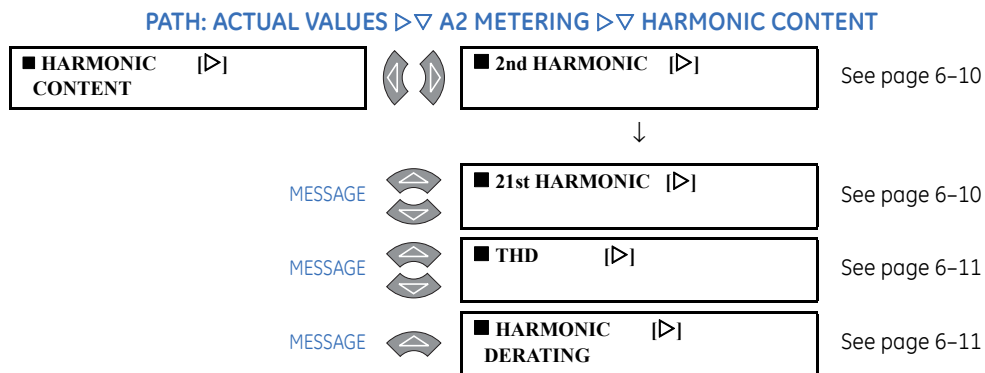 PATH: ACTUAL VALUES ▷▽ A2 METERING ▷▽ HARMONIC CONTENT
■ HARMONIC [▷]
CONTENT
■ 2nd HARMONIC [▷]
See page 6–10
↓
MESSAGE
■ 21st HARMONIC [▷]
See page 6–10
MESSAGE
■ THD [▷]
See page 6–11
MESSAGE
■ HARMONIC [▷]
DERATING
See page 6–11